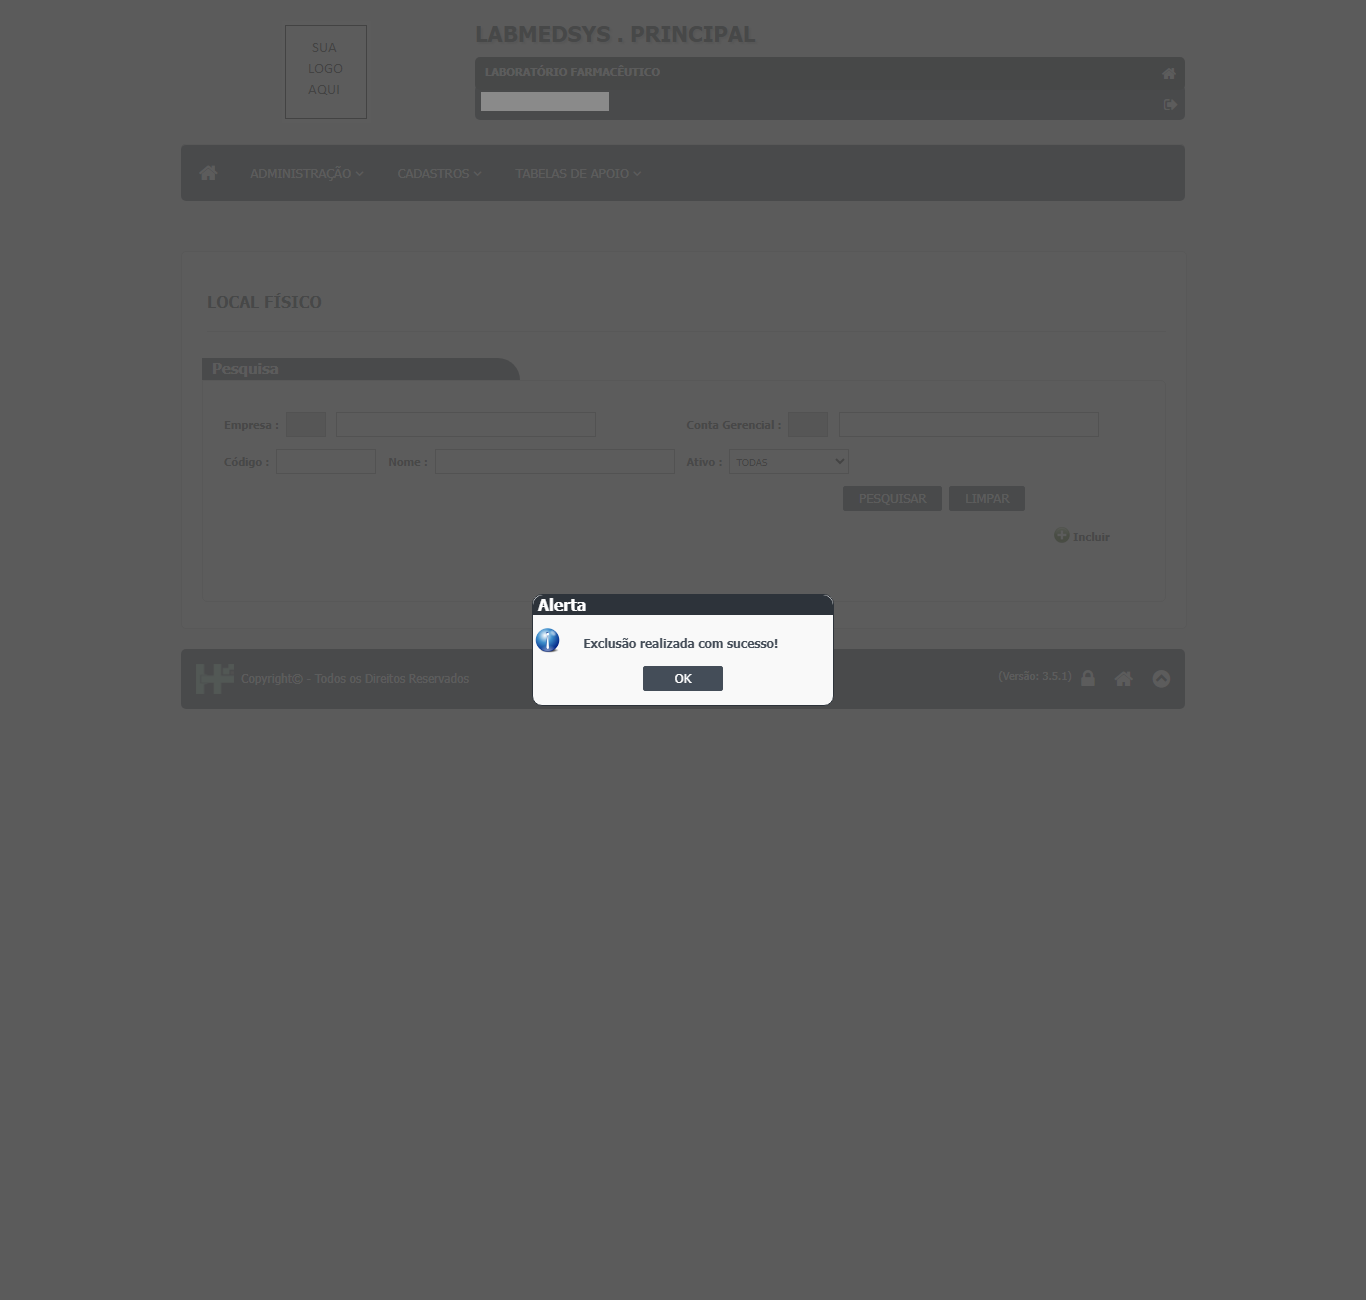 SUA
LOGO
AQUI
LABMEDSYS . PRINCIPAL
LABORATÓRIO FARMACÊUTICO
ADMINISTRAÇÃO
CADASTROS
TABELAS DE APOIO
LOCAL FÍSICO
Pesquisa
Empresa :
Conta Gerencial :
Código :
Nome :
Ativo :
TODAS
PESQUISAR
LIMPAR
Incluir
Alerta
Exclusão realizada com sucesso!
OK
Copyright© - Todos os Direitos Reservados
(Versão: 3.5.1)